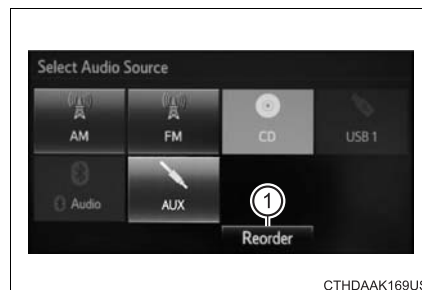 Select Audio Source
AM FM CD USB 1
Audio AUX
1
Reorder
CTHDAAK169US